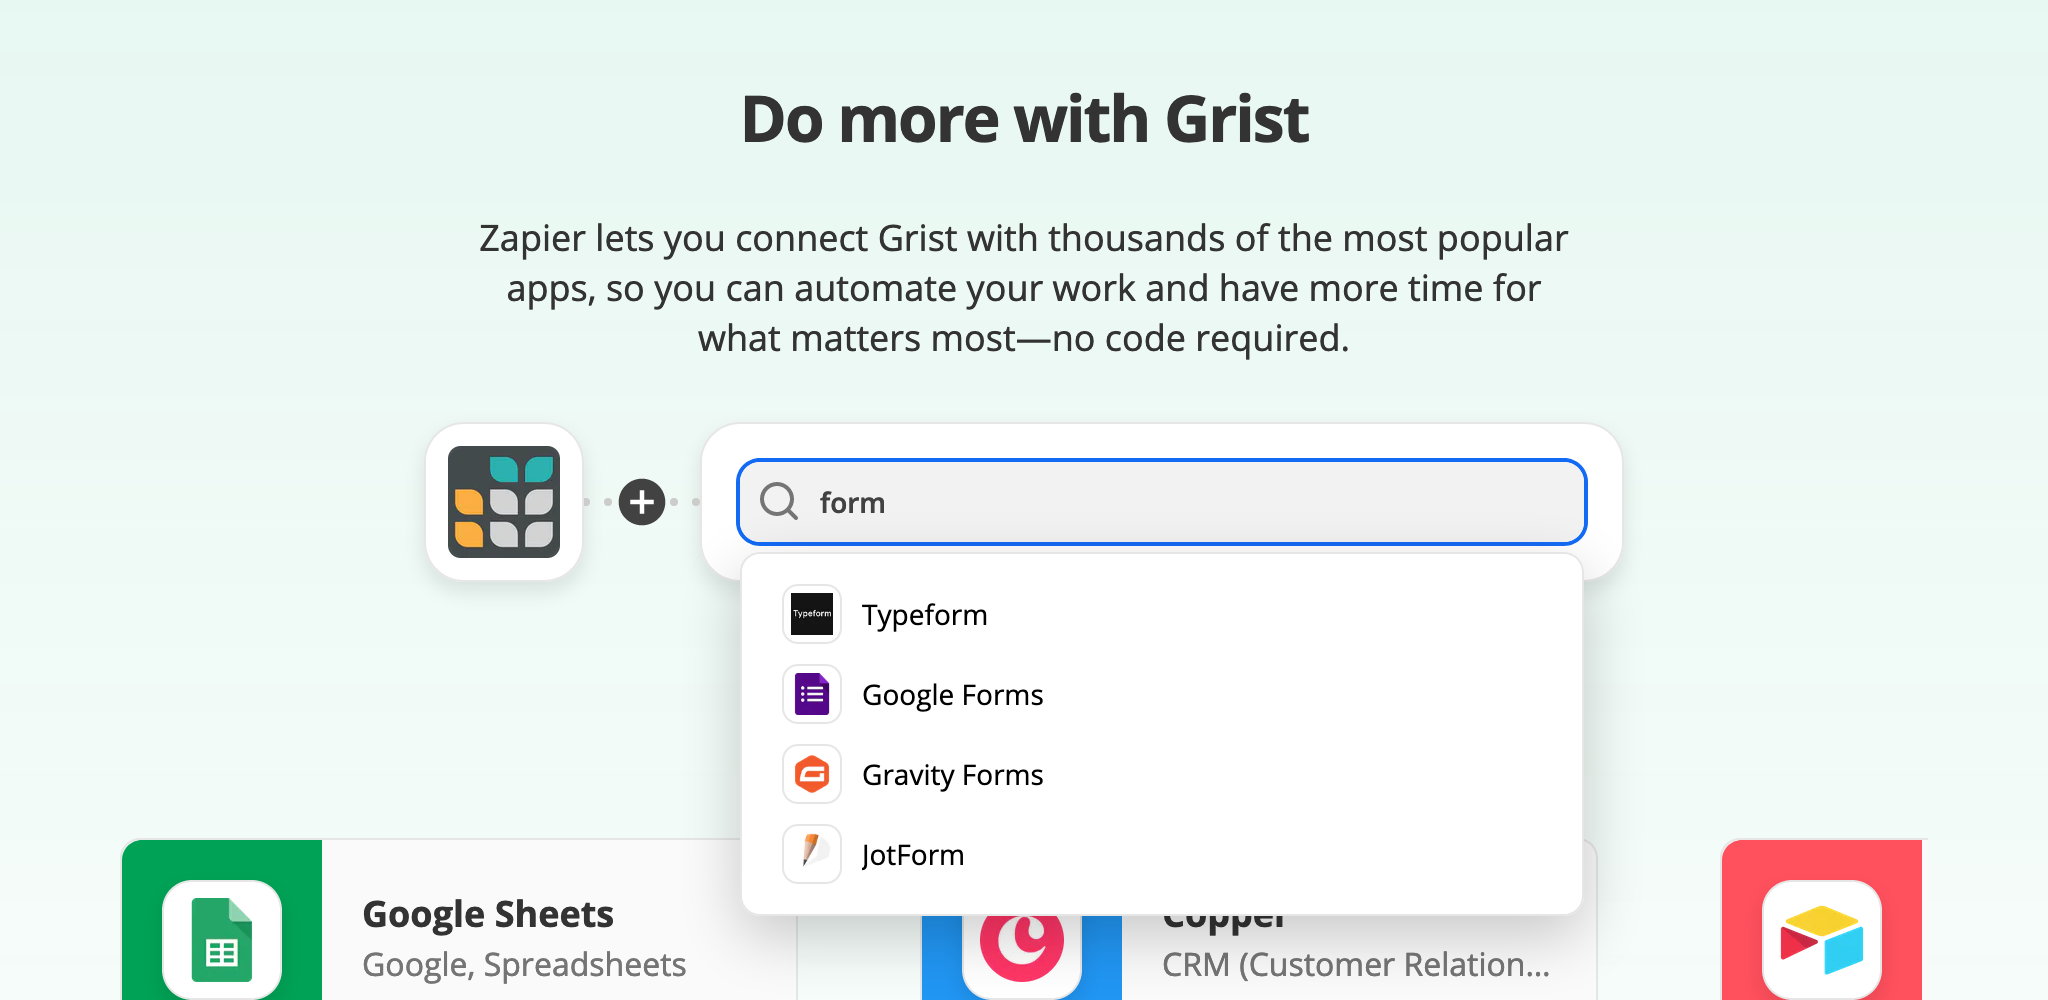 Do more with Grist
Zapier lets you connect Grist with thousands of the most popular
apps, so you can automate your work and have more time for
what matters most—no code required.
form
Typeform
Typeform
Google Forms
Gravity Forms
JotForm
Google Sheets
Google, Spreadsheets
Copper
CRM (Customer Relation...